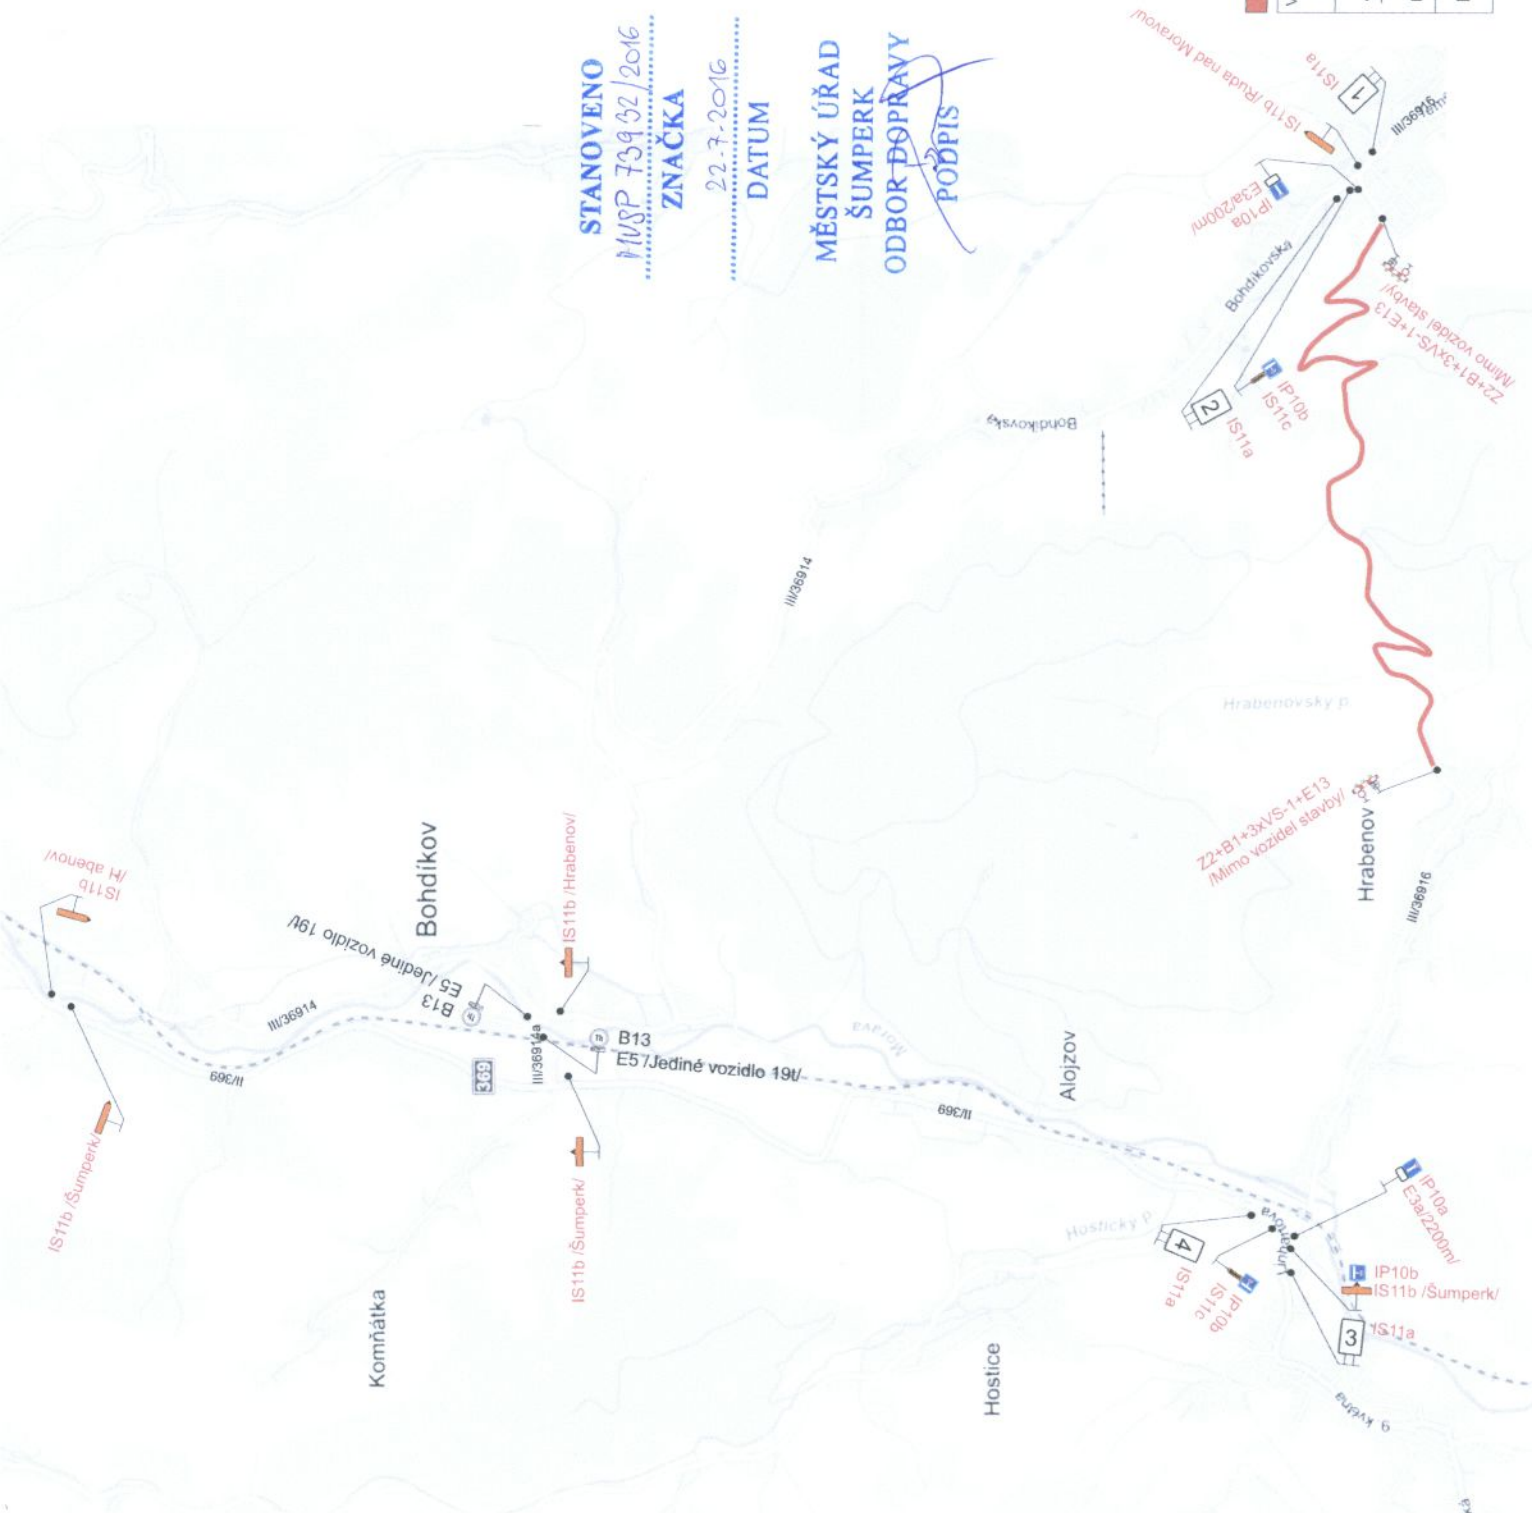 STANOVENO
MUSP 73932/2016
ZNAČKA
22.7.2016
DATUM
MĚSTSKÝ ÚŘAD
ŠUMPERK
ODBOR DOPRAVY
PODPIS
IS11b /Ruda nad Moravou/
IS11a
1
III/36916
IP10a
E3a/200m/
Bohdíkovská
Z2+B1+3xVS-1+E13
/Mimo vozidel stavby/
2
IS11a
IP10b
IS11c
Bohdíkovská
III/36914
Hrabenovský p
Z2+B1+3xVS-1+E13
/Mimo vozidel stavby/
Hrabenov
III/36916
IS11b
/H abenov/
Bohdíkov
IS11b /Hrabenov/
B13
E5 /Jediné vozidlo 19t/
III/36914
II/369
369
III/36914a
B13
E5 /Jediné vozidlo 19t/
IS11b /Šumperk/
IS11b /Šumperk/
Morava
Alojzov
II/369
Komňátka
Hostice
Hostický p
4
IS11a
IP10b
IS11c
Linhartova
IP10a
E3a/2200m/
IP10b
IS11b /Šumperk/
3
IS11a
9. května
ká